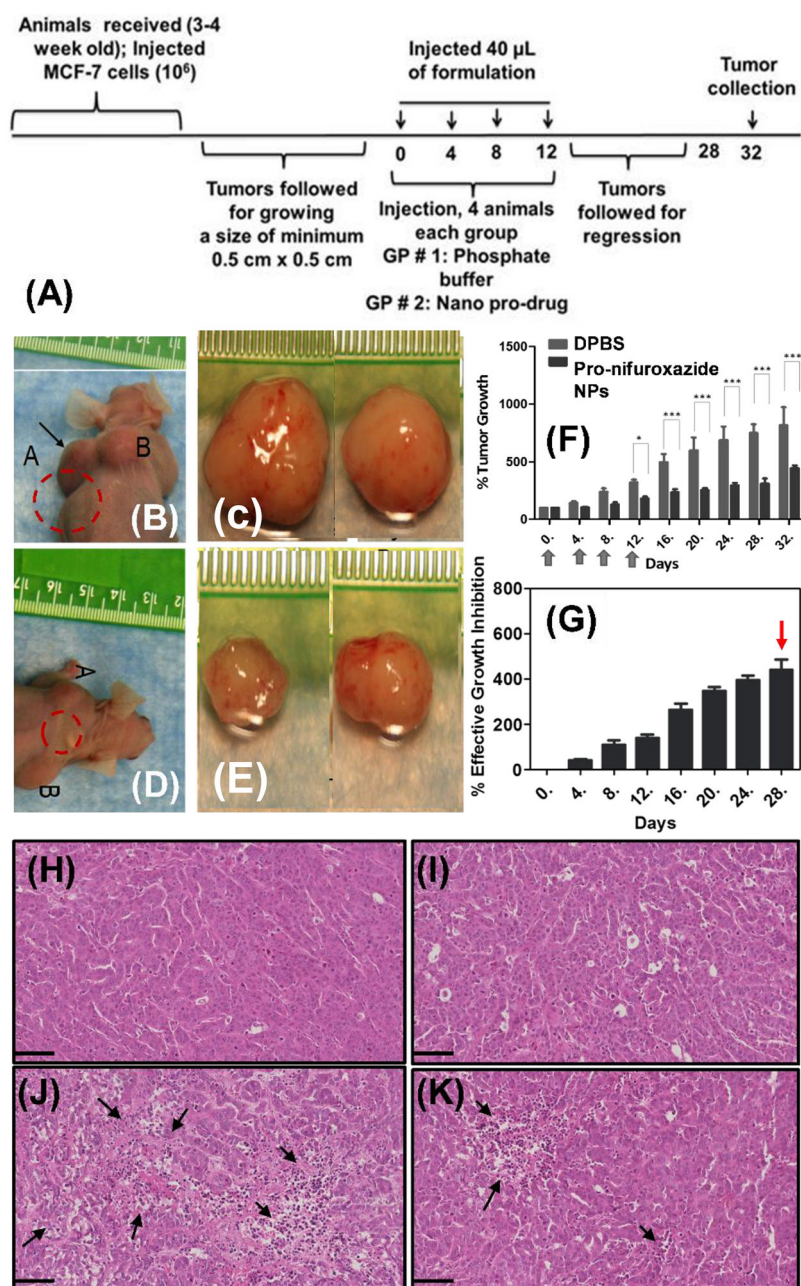 Animals received (3-4
week old); Injected
MCF-7 cells (10⁶)
Injected 40 µL
of formulation
Tumor
collection
0 4 8 12 28 32
Tumors followed
for growing
a size of minimum
0.5 cm x 0.5 cm
Injection, 4 animals
each group
GP # 1: Phosphate
buffer
GP # 2: Nano pro-drug
Tumors
followed for
regression
(A)
A
B
(B)
(c)
DPBS
Pro-nifuroxazide
NPs
(F)
% Tumor Growth
1500
1000
500
0
* *** *** *** *** ***
0. 4. 8. 12. 16. 20. 24. 28. 32.
Days
A
B
(D)
(E)
(G)
% Effective Growth Inhibition
800
600
400
200
0
0. 4. 8. 12. 16. 20. 24. 28.
Days
(H)
(I)
(J)
(K)